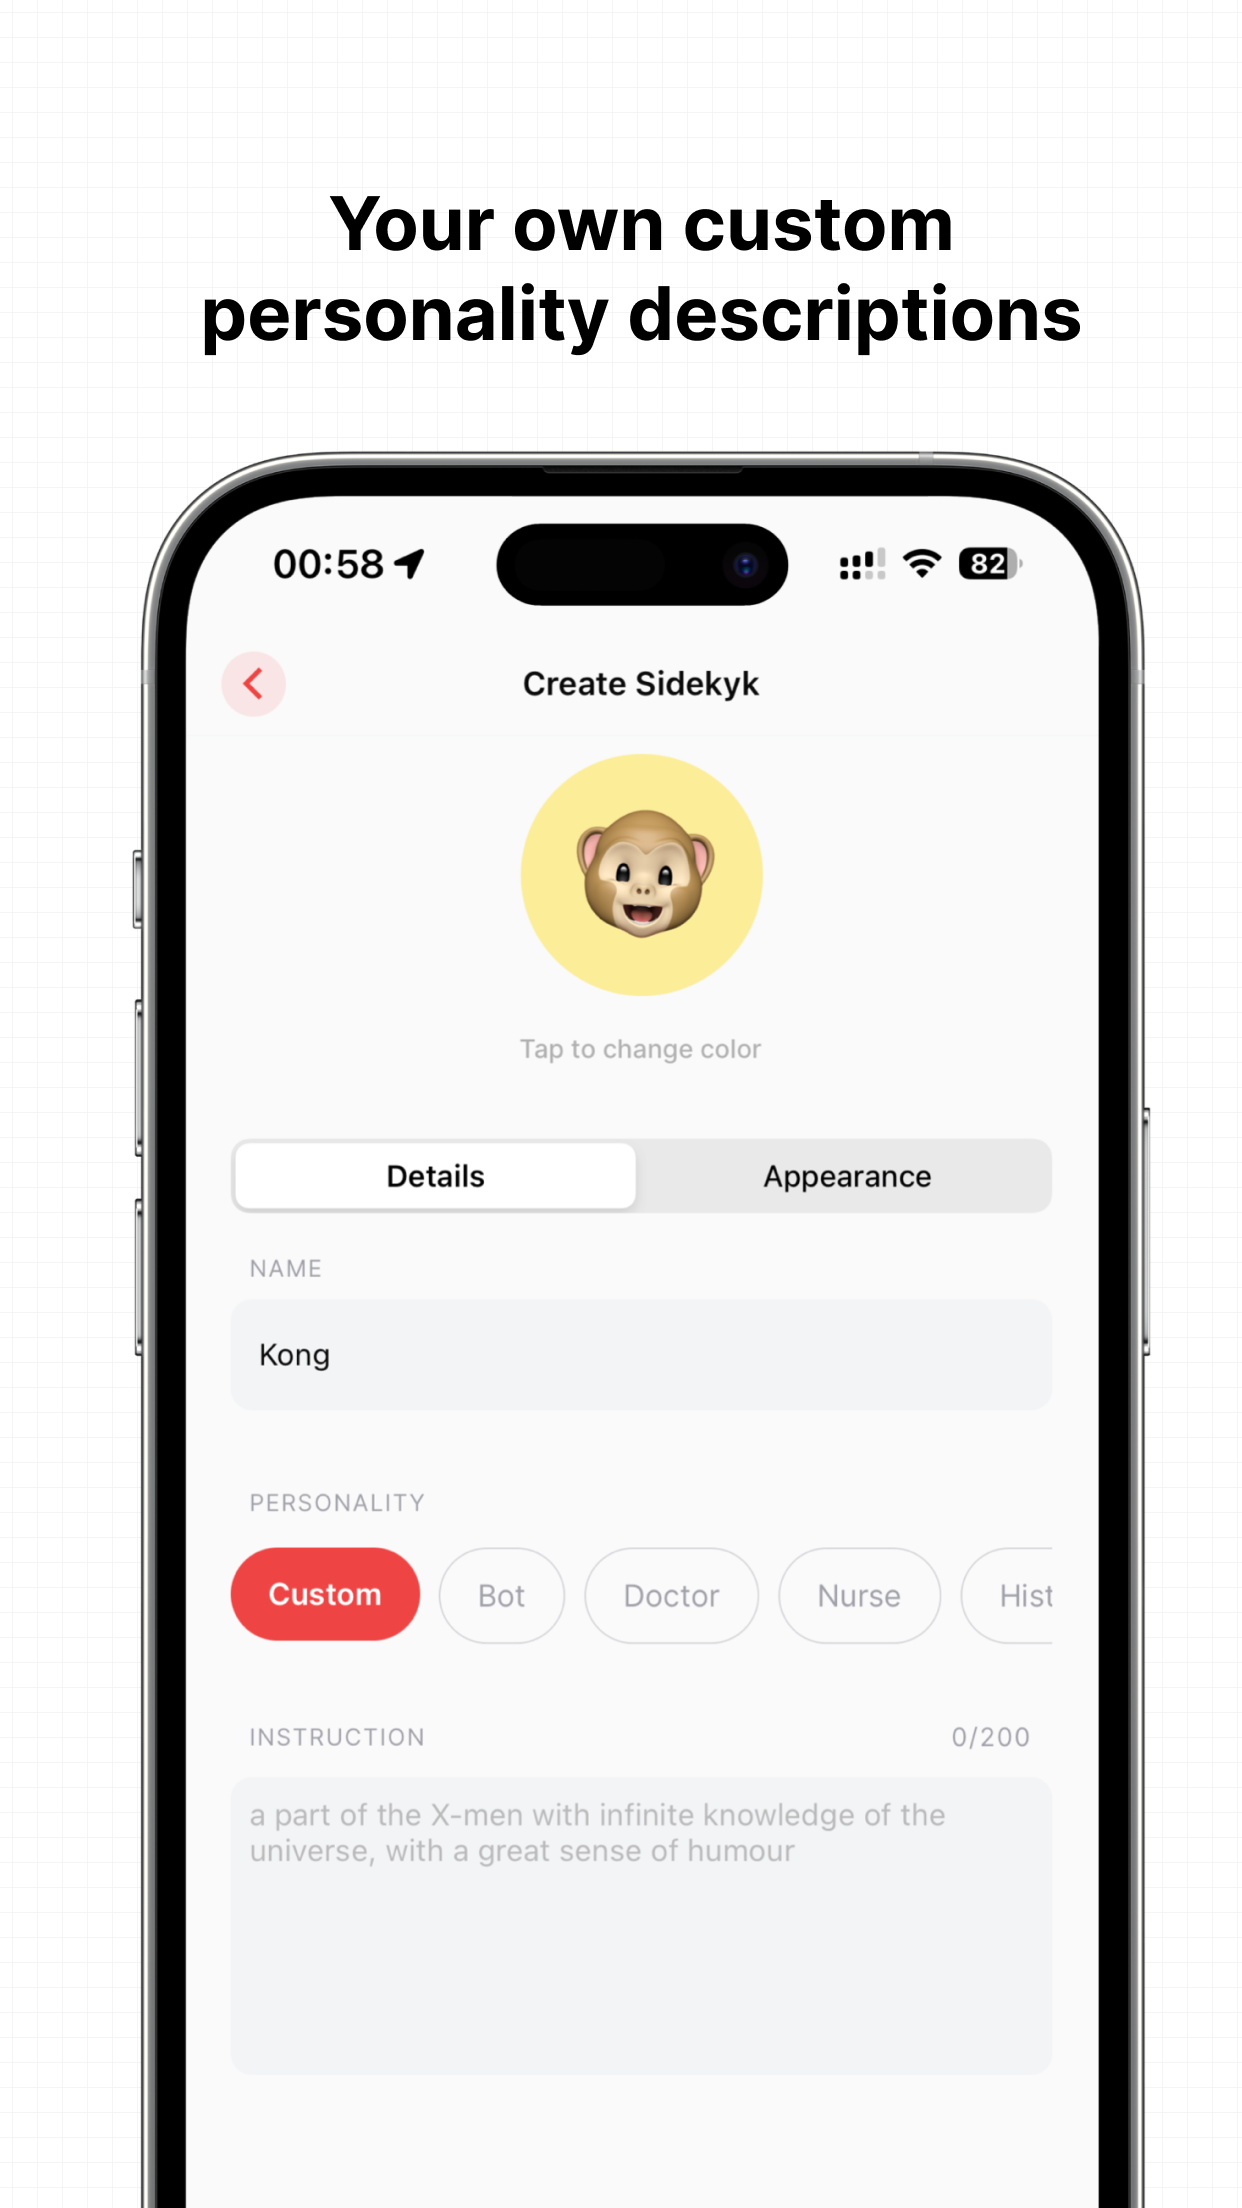 Your own custom
personality descriptions
00:58
82
Create Sidekyk
Tap to change color
Details Appearance
NAME
Kong
PERSONALITY
Custom Bot Doctor Nurse Hist
INSTRUCTION 0/200
a part of the X-men with infinite knowledge of the
universe, with a great sense of humour